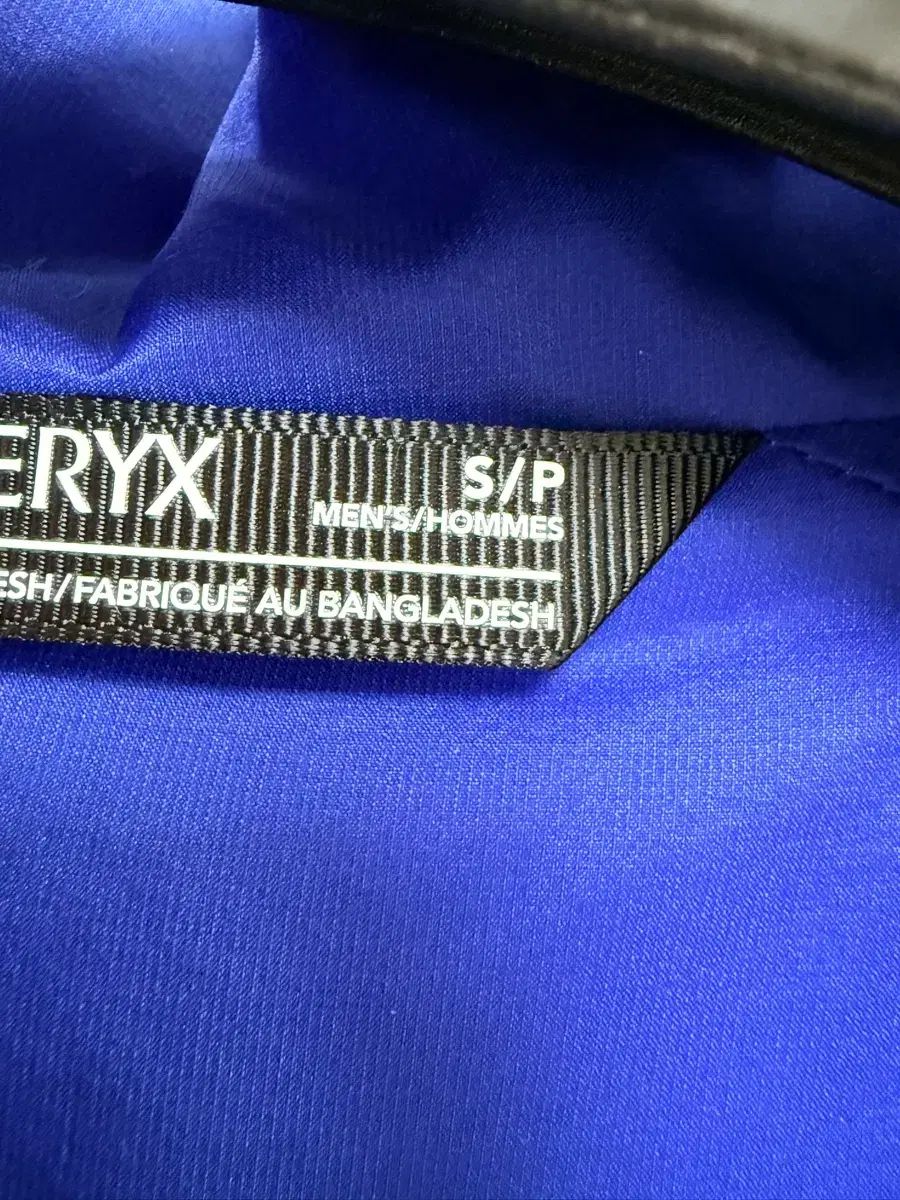 ERYX
S/P
MEN'S/HOMMES
ESH/FABRIQUÉ AU BANGLADESH